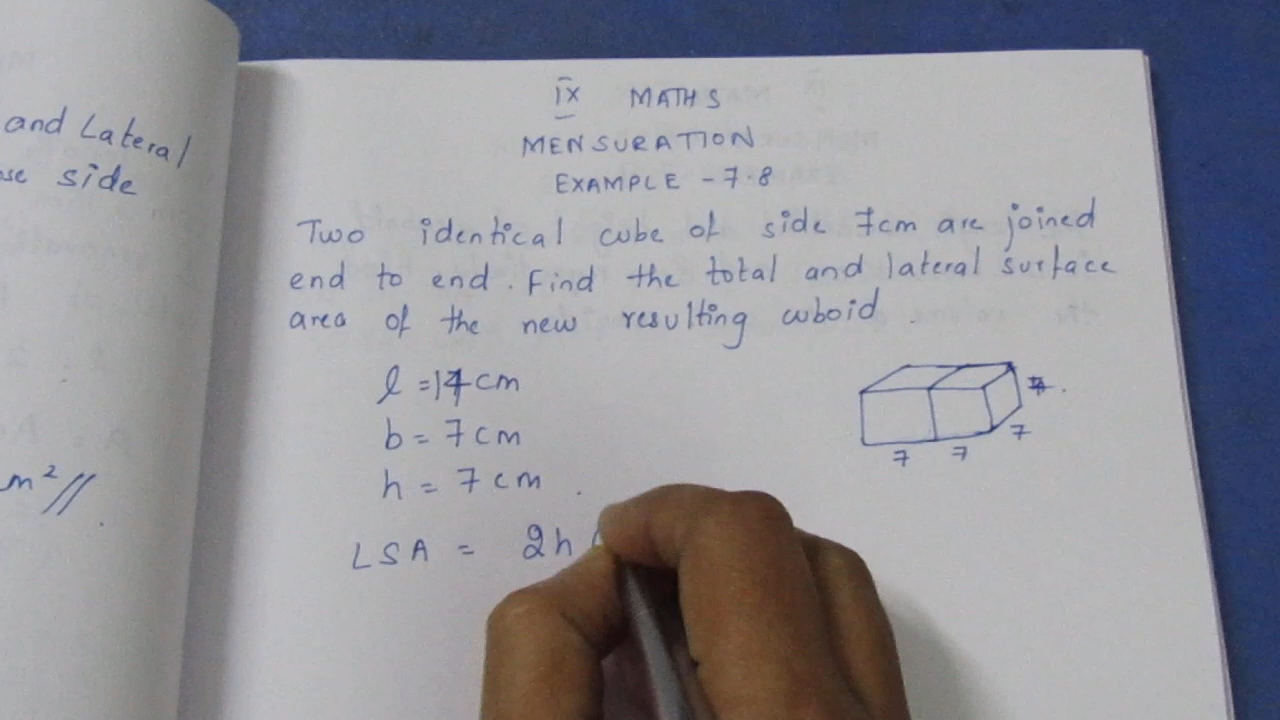 and Lateral
side
m² //
IX MATHS
MENSURATION
EXAMPLE - 7.8
Two identical cube of side 7cm are joined
end to end. Find the total and lateral surface
area of the new resulting cuboid.
l = 14 cm
b = 7 cm
h = 7 cm.
LSA = 2h (
7
7
7 7